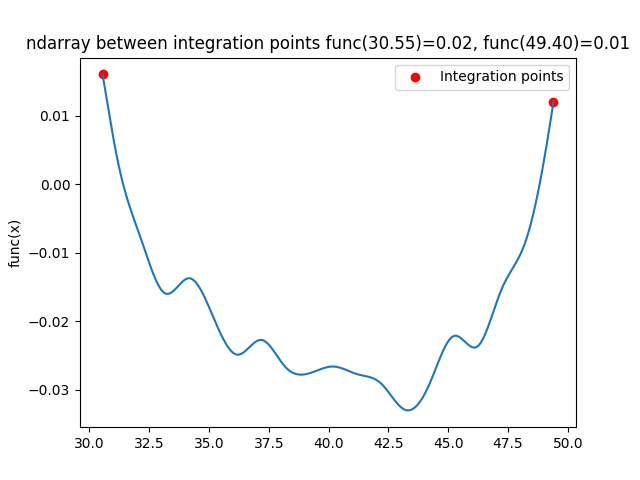 ndarray between integration points func(30.55)=0.02, func(49.40)=0.01
Integration points
func(x)
0.01
0.00
−0.01
−0.02
−0.03
30.0 32.5 35.0 37.5 40.0 42.5 45.0 47.5 50.0